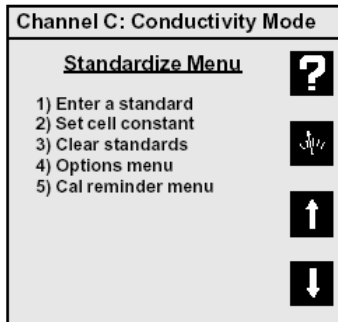 Channel C: Conductivity Mode
Standardize Menu
?
1) Enter a standard
2) Set cell constant
3) Clear standards
4) Options menu
5) Cal reminder menu